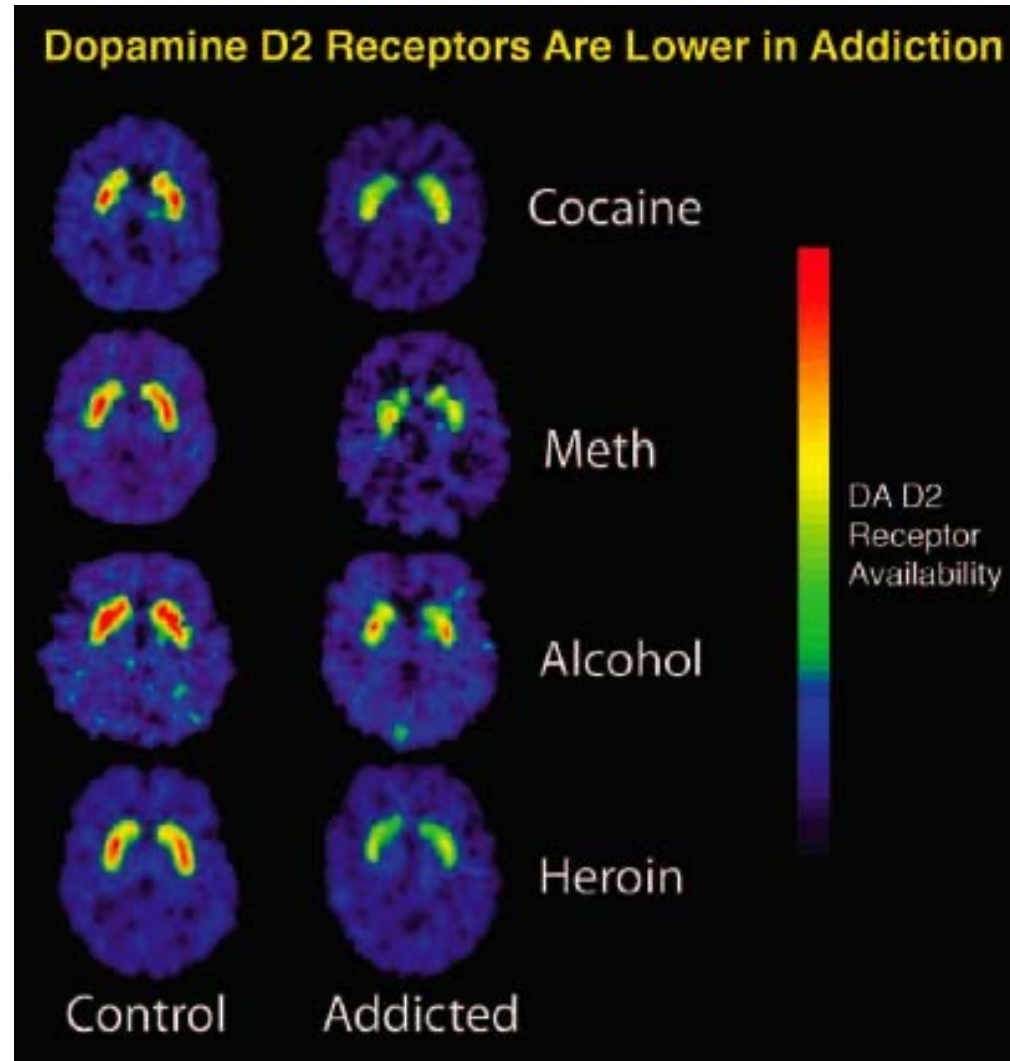 Dopamine D2 Receptors Are Lower in Addiction
Cocaine
Meth
DA D2
Receptor
Availability
Alcohol
Heroin
Control Addicted